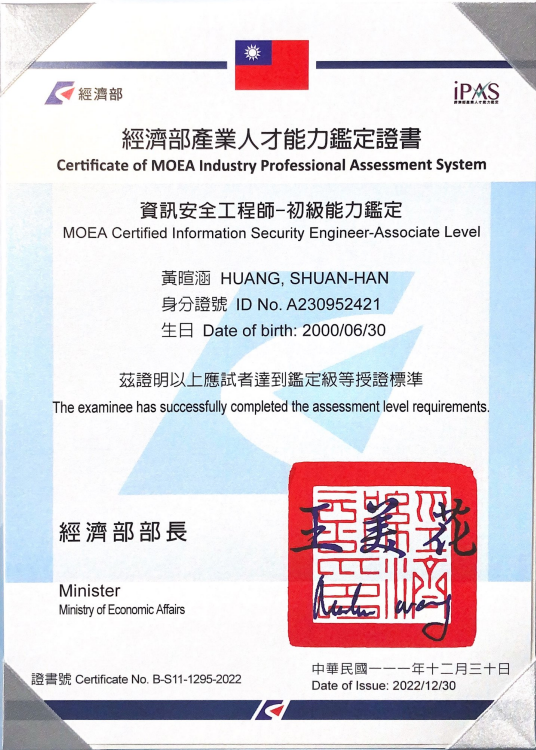 經濟部
iPAS
經濟部產業人才能力鑑定
經濟部產業人才能力鑑定證書
Certificate of MOEA Industry Professional Assessment System
資訊安全工程師-初級能力鑑定
MOEA Certified Information Security Engineer-Associate Level
黃暄涵 HUANG, SHUAN-HAN
身分證號 ID No. A230952421
生日 Date of birth: 2000/06/30
茲證明以上應試者達到鑑定級等授證標準
The examinee has successfully completed the assessment level requirements.
經濟部部長
王美花
Minister
Ministry of Economic Affairs
證書號 Certificate No. B-S11-1295-2022
中華民國一一一年十二月三十日
Date of Issue: 2022/12/30